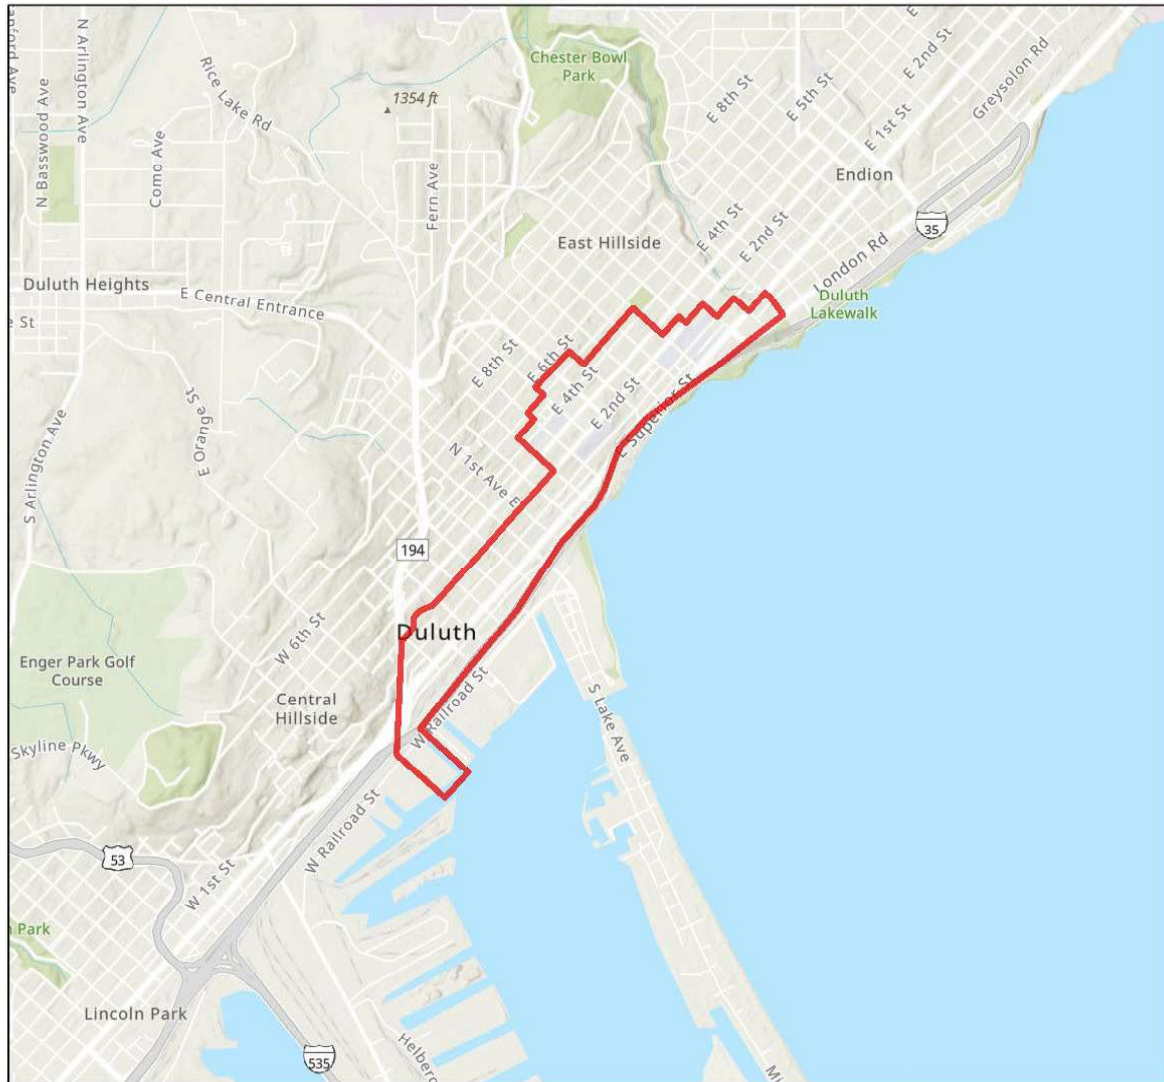 N Arlington Ave
N Basswood Ave
Como Ave
Rice Lake Rd
1354 ft
Fern Ave
Chester Bowl
Park
E 8th St
E 5th St
E 2nd St
E 1st St
Greysolon Rd
Endion
35
London Rd
E 4th St
E 2nd St
East Hillside
Duluth
Lakewalk
Duluth Heights
E Central Entrance
e St
E 8th St
E 6th St
E 4th St
E 2nd St
E Superior St
E Orange St
S Arlington Ave
N 1st Ave E
194
Duluth
W 6th St
Enger Park Golf
Course
Central
Hillside
W Railroad St
S Lake Ave
Skyline Pkwy
W Railroad St
53
W 1st St
Park
Lincoln Park
535